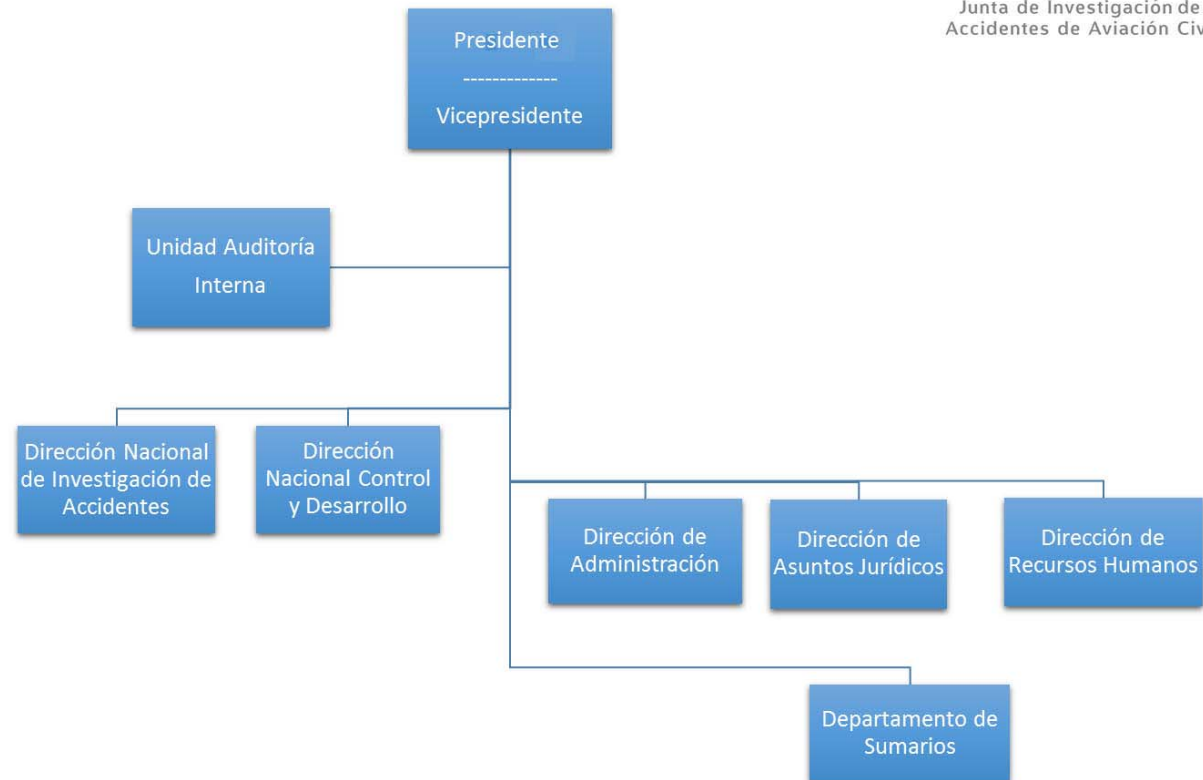 Junta de Investigación de
Accidentes de Aviación Civ
Presidente
-------------
Vicepresidente
Unidad Auditoría
Interna
Dirección Nacional
de Investigación de
Accidentes
Dirección
Nacional Control
y Desarrollo
Dirección de
Administración
Dirección de
Asuntos Jurídicos
Dirección de
Recursos Humanos
Departamento de
Sumarios